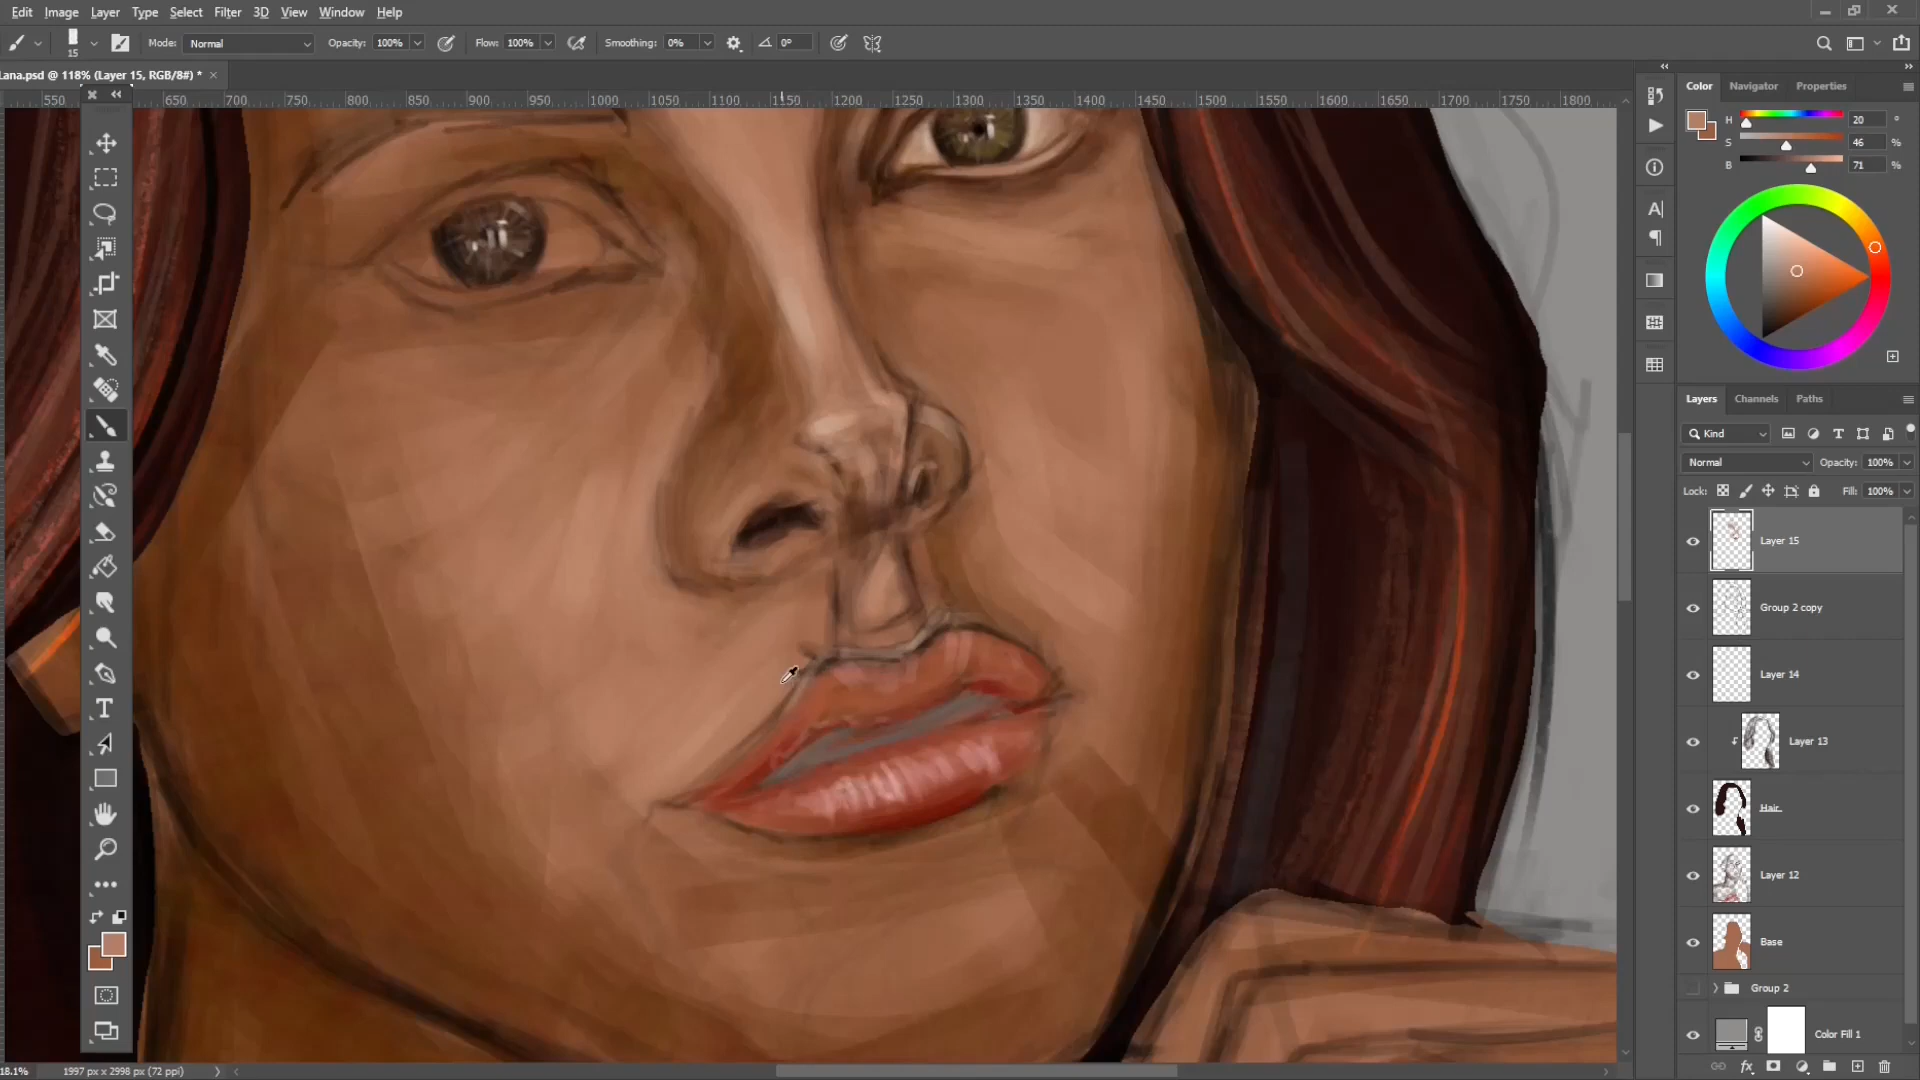 Edit Image Layer Type Select Filter 3D View Window Help
15 Mode: Normal Opacity: 100% Flow: 100% Smoothing: 0% 0°
Lana.psd @ 118% (Layer 15, RGB/8#) *
550 650 700 750 800 850 900 950 1000 1050 1100 1150 1200 1250 1300 1350 1400 1450 1500 1550 1600 1650 1700 1750 1800
Color Navigator Properties
H 20 °
S 46 %
B 71 %
Layers Channels Paths
Kind
Normal Opacity: 100%
Lock: Fill: 100%
Layer 15
Group 2 copy
Layer 14
Layer 13
Hair
Layer 12
Base
Group 2
Color Fill 1
18.1% 1997 px x 2998 px (72 ppi)